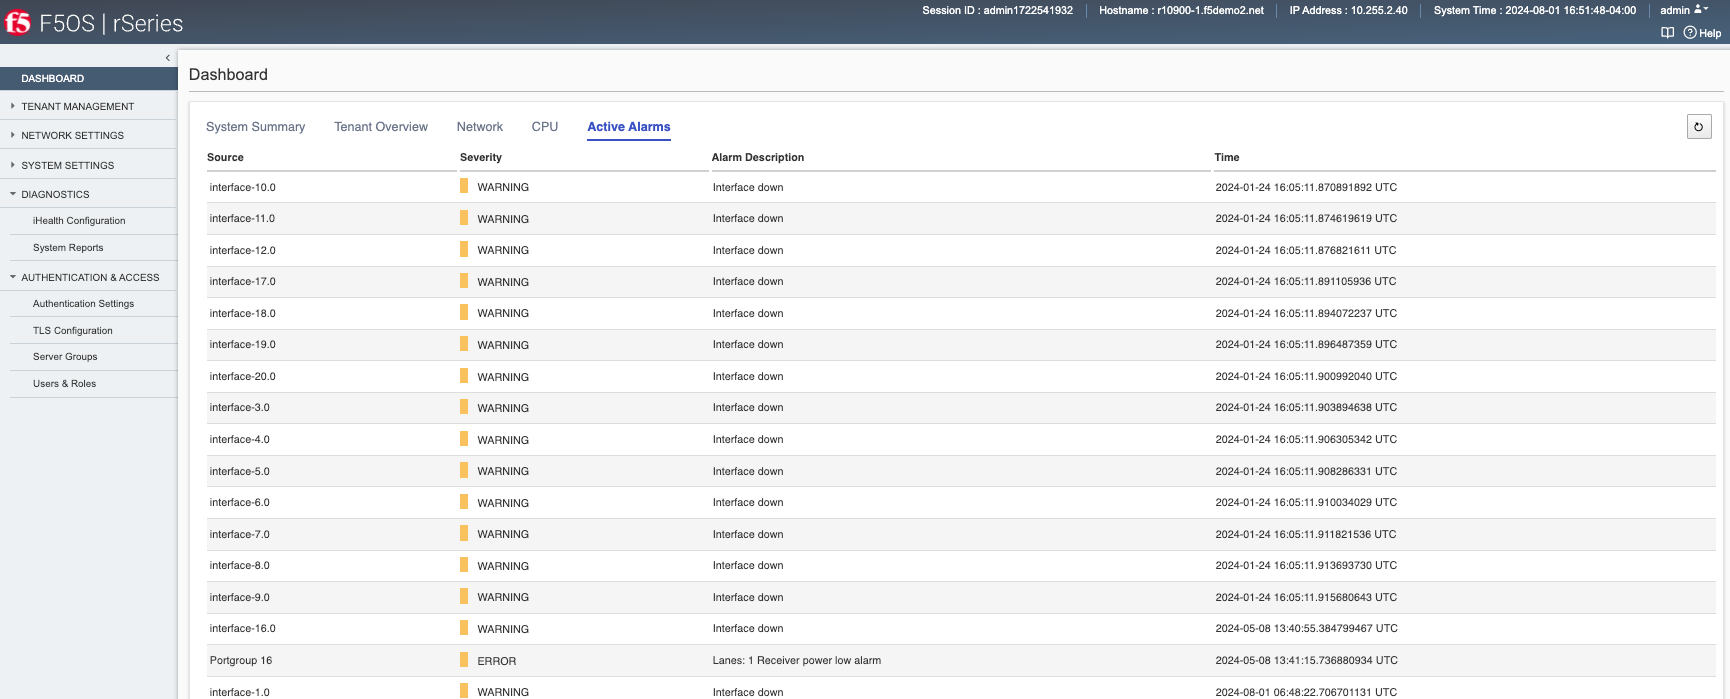 Session ID : admin1722541932 Hostname : r10900-1.f5demo2.net IP Address : 10.255.2.40 System Time : 2024-08-01 16:51:48-04:00 admin
f5 F5OS | rSeries
Help
DASHBOARD
TENANT MANAGEMENT
NETWORK SETTINGS
SYSTEM SETTINGS
DIAGNOSTICS
iHealth Configuration
System Reports
AUTHENTICATION & ACCESS
Authentication Settings
TLS Configuration
Server Groups
Users & Roles
Dashboard
System Summary Tenant Overview Network CPU Active Alarms
Source Severity Alarm Description Time
interface-10.0 WARNING Interface down 2024-01-24 16:05:11.870891892 UTC
interface-11.0 WARNING Interface down 2024-01-24 16:05:11.874619619 UTC
interface-12.0 WARNING Interface down 2024-01-24 16:05:11.876821611 UTC
interface-17.0 WARNING Interface down 2024-01-24 16:05:11.891105936 UTC
interface-18.0 WARNING Interface down 2024-01-24 16:05:11.894072237 UTC
interface-19.0 WARNING Interface down 2024-01-24 16:05:11.896487359 UTC
interface-20.0 WARNING Interface down 2024-01-24 16:05:11.900992040 UTC
interface-3.0 WARNING Interface down 2024-01-24 16:05:11.903894638 UTC
interface-4.0 WARNING Interface down 2024-01-24 16:05:11.906305342 UTC
interface-5.0 WARNING Interface down 2024-01-24 16:05:11.908286331 UTC
interface-6.0 WARNING Interface down 2024-01-24 16:05:11.910034029 UTC
interface-7.0 WARNING Interface down 2024-01-24 16:05:11.911821536 UTC
interface-8.0 WARNING Interface down 2024-01-24 16:05:11.913693730 UTC
interface-9.0 WARNING Interface down 2024-01-24 16:05:11.915680643 UTC
interface-16.0 WARNING Interface down 2024-05-08 13:40:55.384799467 UTC
Portgroup 16 ERROR Lanes: 1 Receiver power low alarm 2024-05-08 13:41:15.736880934 UTC
interface-1.0 WARNING Interface down 2024-08-01 06:48:22.706701131 UTC